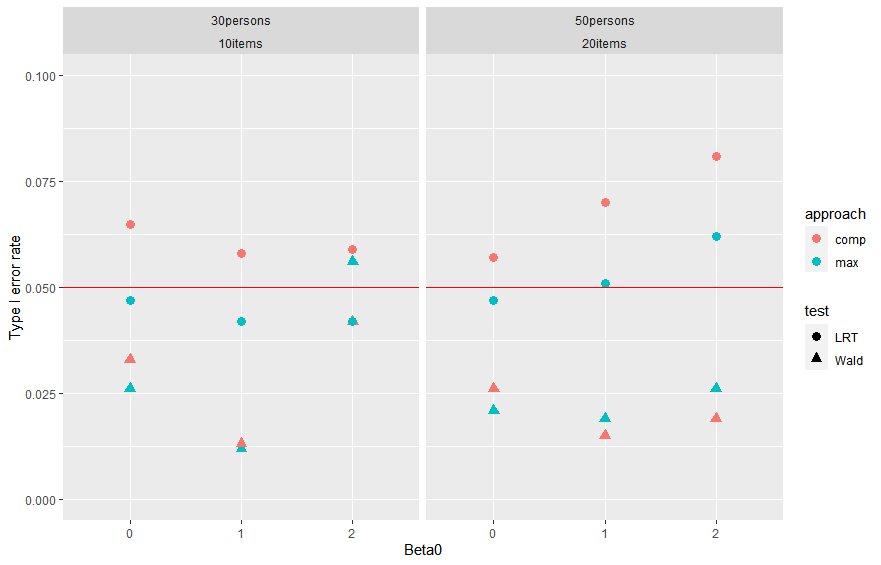 30persons
50persons
10items
20items
0.100
0.075
0.050
0.025
0.000
Type I error rate
0
1
2
0
1
2
Beta0
approach
comp
max
test
LRT
Wald